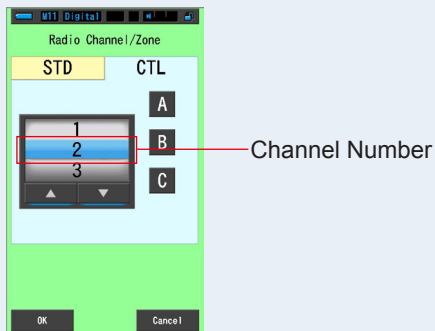 M11 Digital
Radio Channel/Zone
STD CTL
A
1
2
B
Channel Number
3
C
OK Cancel